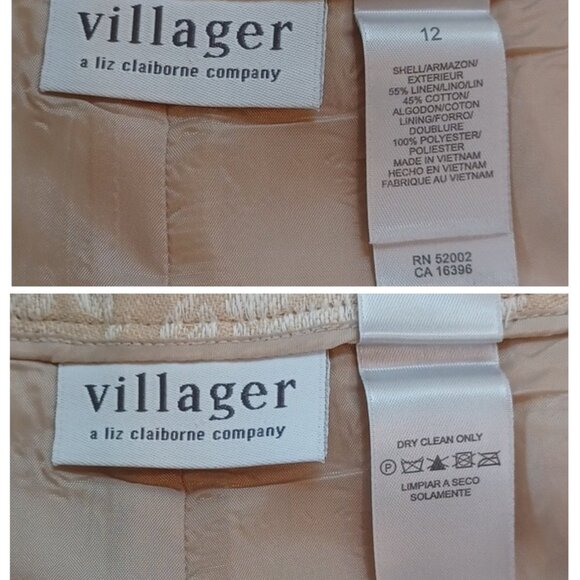 villager
a liz claiborne company
12
SHELL/ARMAZON/
EXTERIEUR
55% LINEN/LINO/LIN
45% COTTON/
ALGODON/COTON
LINING/FORRO/
DOUBLURE
100% POLYESTER/
POLIESTER
MADE IN VIETNAM
HECHO EN VIETNAM
FABRIQUE AU VIETNAM
RN 52002
CA 16396
villager
a liz claiborne company
DRY CLEAN ONLY
P
LIMPIAR A SECO
SOLAMENTE